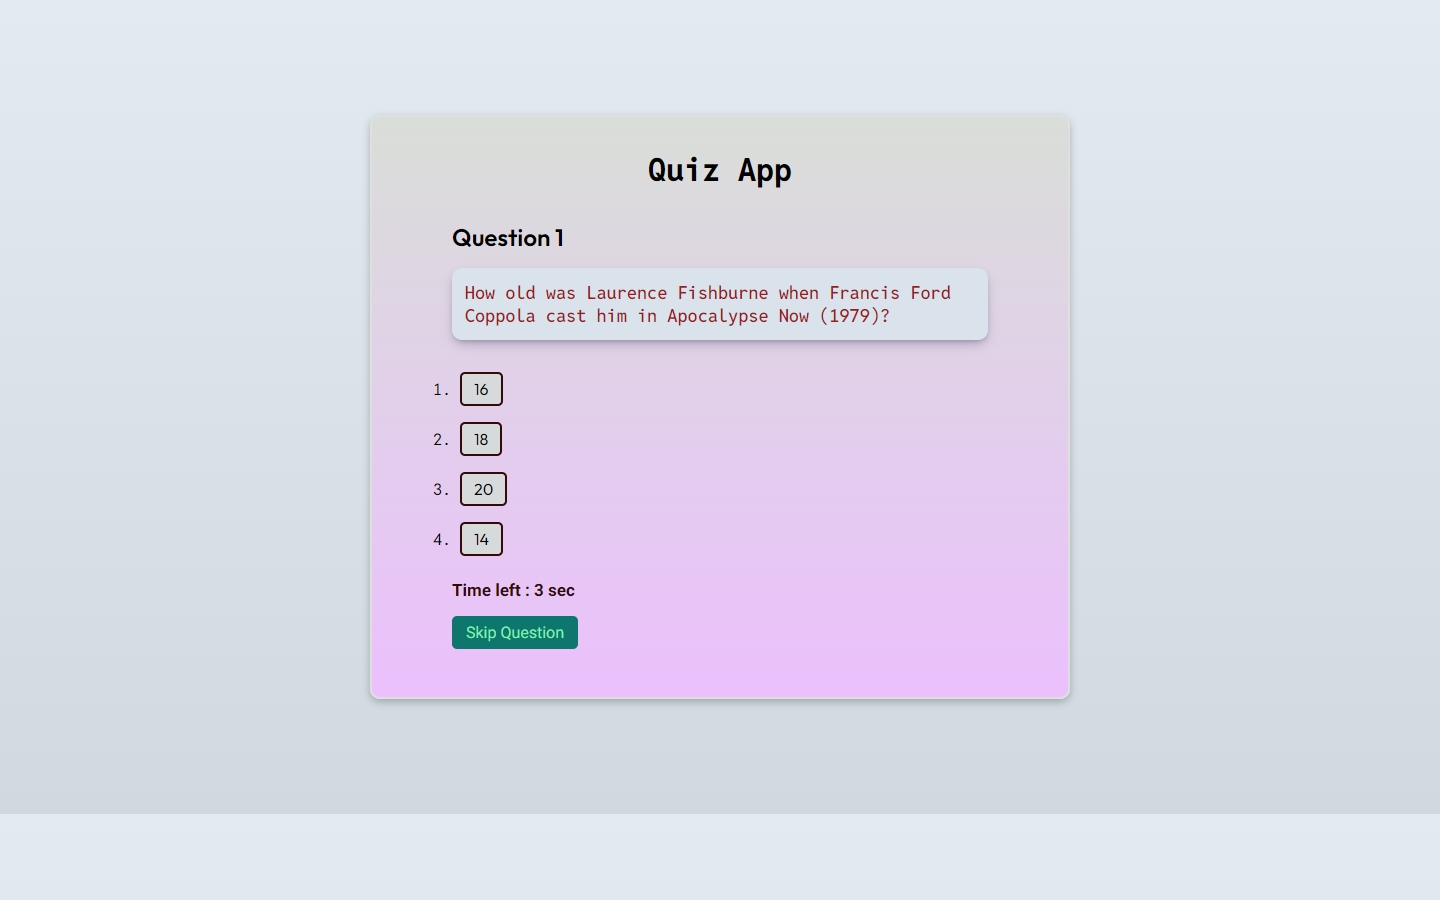 Quiz App
Question 1
How old was Laurence Fishburne when Francis Ford
Coppola cast him in Apocalypse Now (1979)?
1. 16
2. 18
3. 20
4. 14
Time left : 3 sec
Skip Question